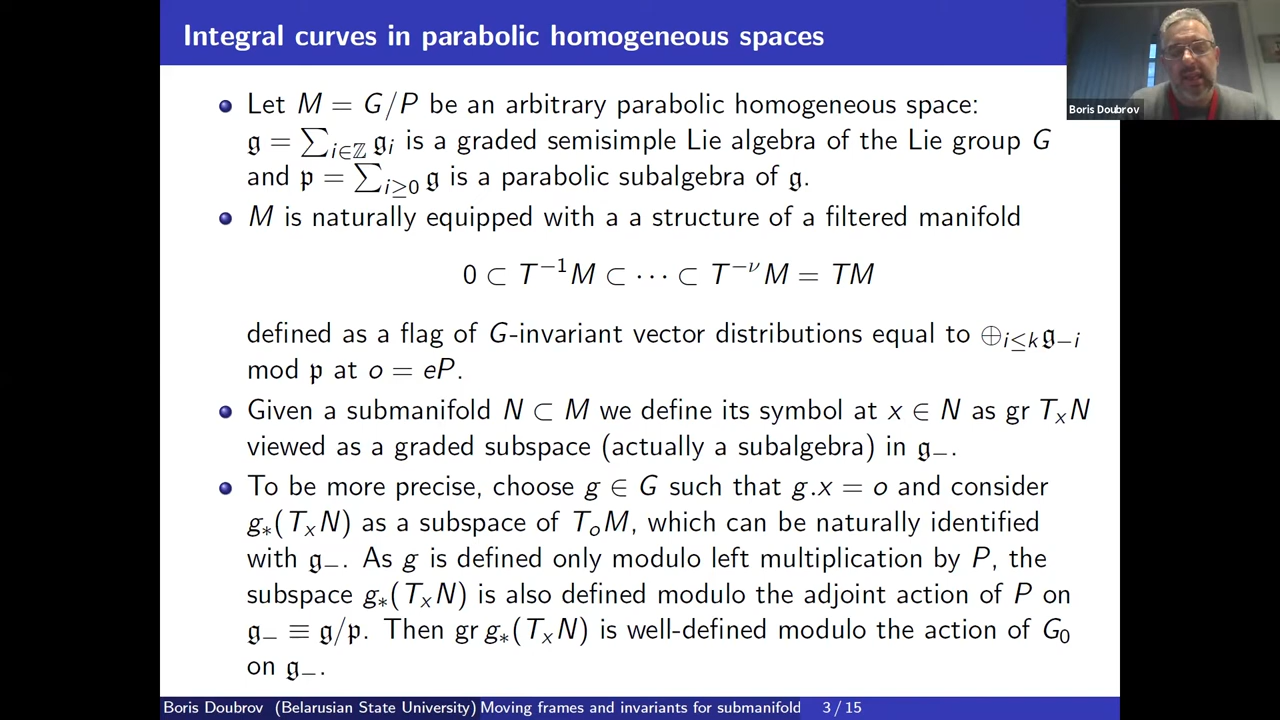 Integral curves in parabolic homogeneous spaces
Boris Doubrov
Let M = G/P be an arbitrary parabolic homogeneous space:
𝔤 = ∑_{i∈ℤ} 𝔤_i is a graded semisimple Lie algebra of the Lie group G
and 𝔭 = ∑_{i≥0} 𝔤 is a parabolic subalgebra of 𝔤.
M is naturally equipped with a a structure of a filtered manifold
0 ⊂ T^{−1}M ⊂ ⋯ ⊂ T^{−ν}M = TM
defined as a flag of G-invariant vector distributions equal to ⊕_{i≤k}𝔤_{−i}
mod 𝔭 at o = eP.
Given a submanifold N ⊂ M we define its symbol at x ∈ N as gr T_xN
viewed as a graded subspace (actually a subalgebra) in 𝔤_−.
To be more precise, choose g ∈ G such that g.x = o and consider
g_*(T_xN) as a subspace of T_oM, which can be naturally identified
with 𝔤_−. As g is defined only modulo left multiplication by P, the
subspace g_*(T_xN) is also defined modulo the adjoint action of P on
𝔤_− ≡ 𝔤/𝔭. Then gr g_*(T_xN) is well-defined modulo the action of G_0
on 𝔤_−.
Boris Doubrov (Belarusian State University) Moving frames and invariants for submanifold 3 / 15